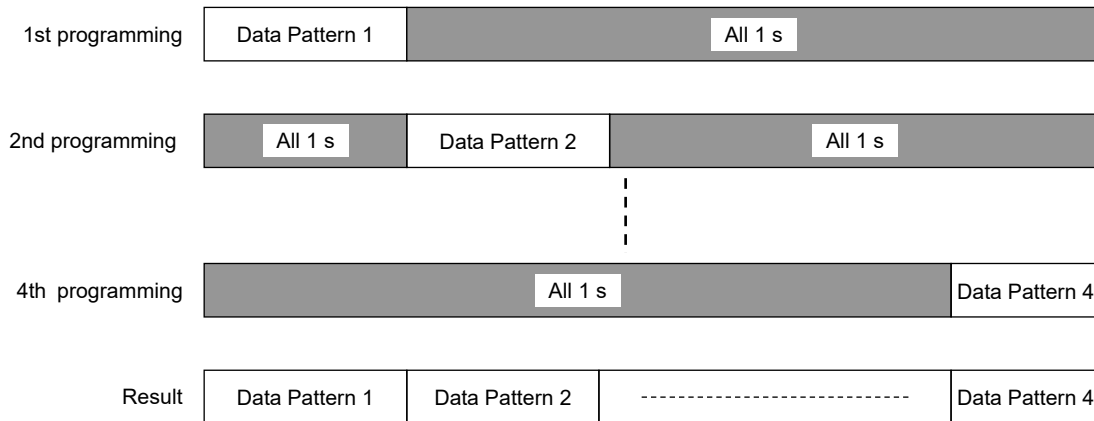 1st programming Data Pattern 1 All 1 s
2nd programming All 1 s Data Pattern 2 All 1 s
4th programming All 1 s Data Pattern 4
Result Data Pattern 1 Data Pattern 2 Data Pattern 4